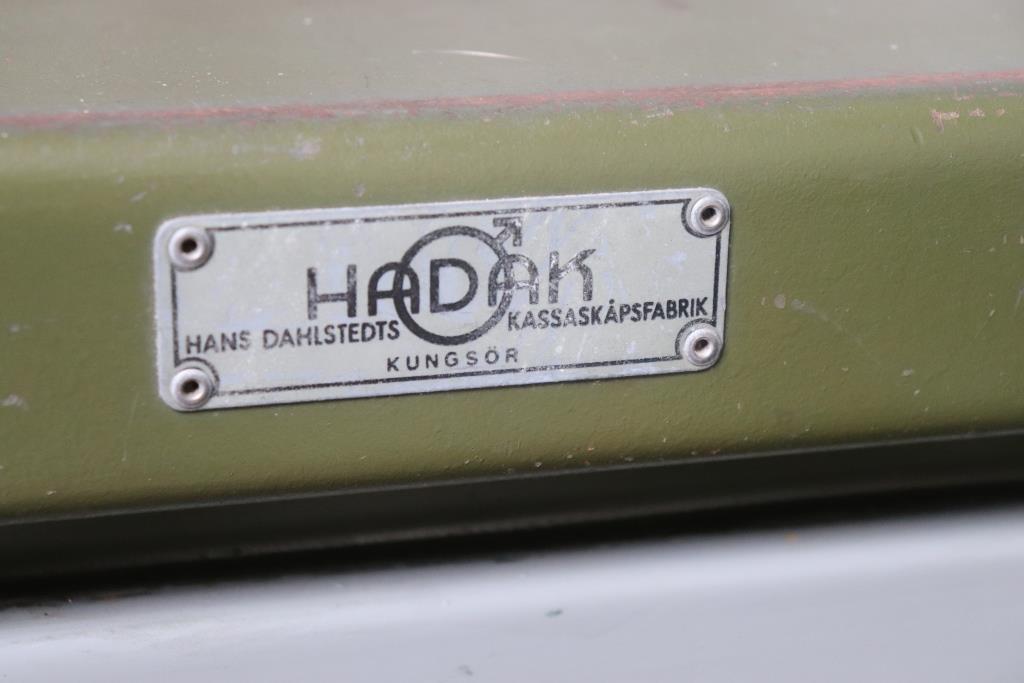 HADAK
HANS DAHLSTEDTS KASSASKÅPSFABRIK
KUNGSÖR